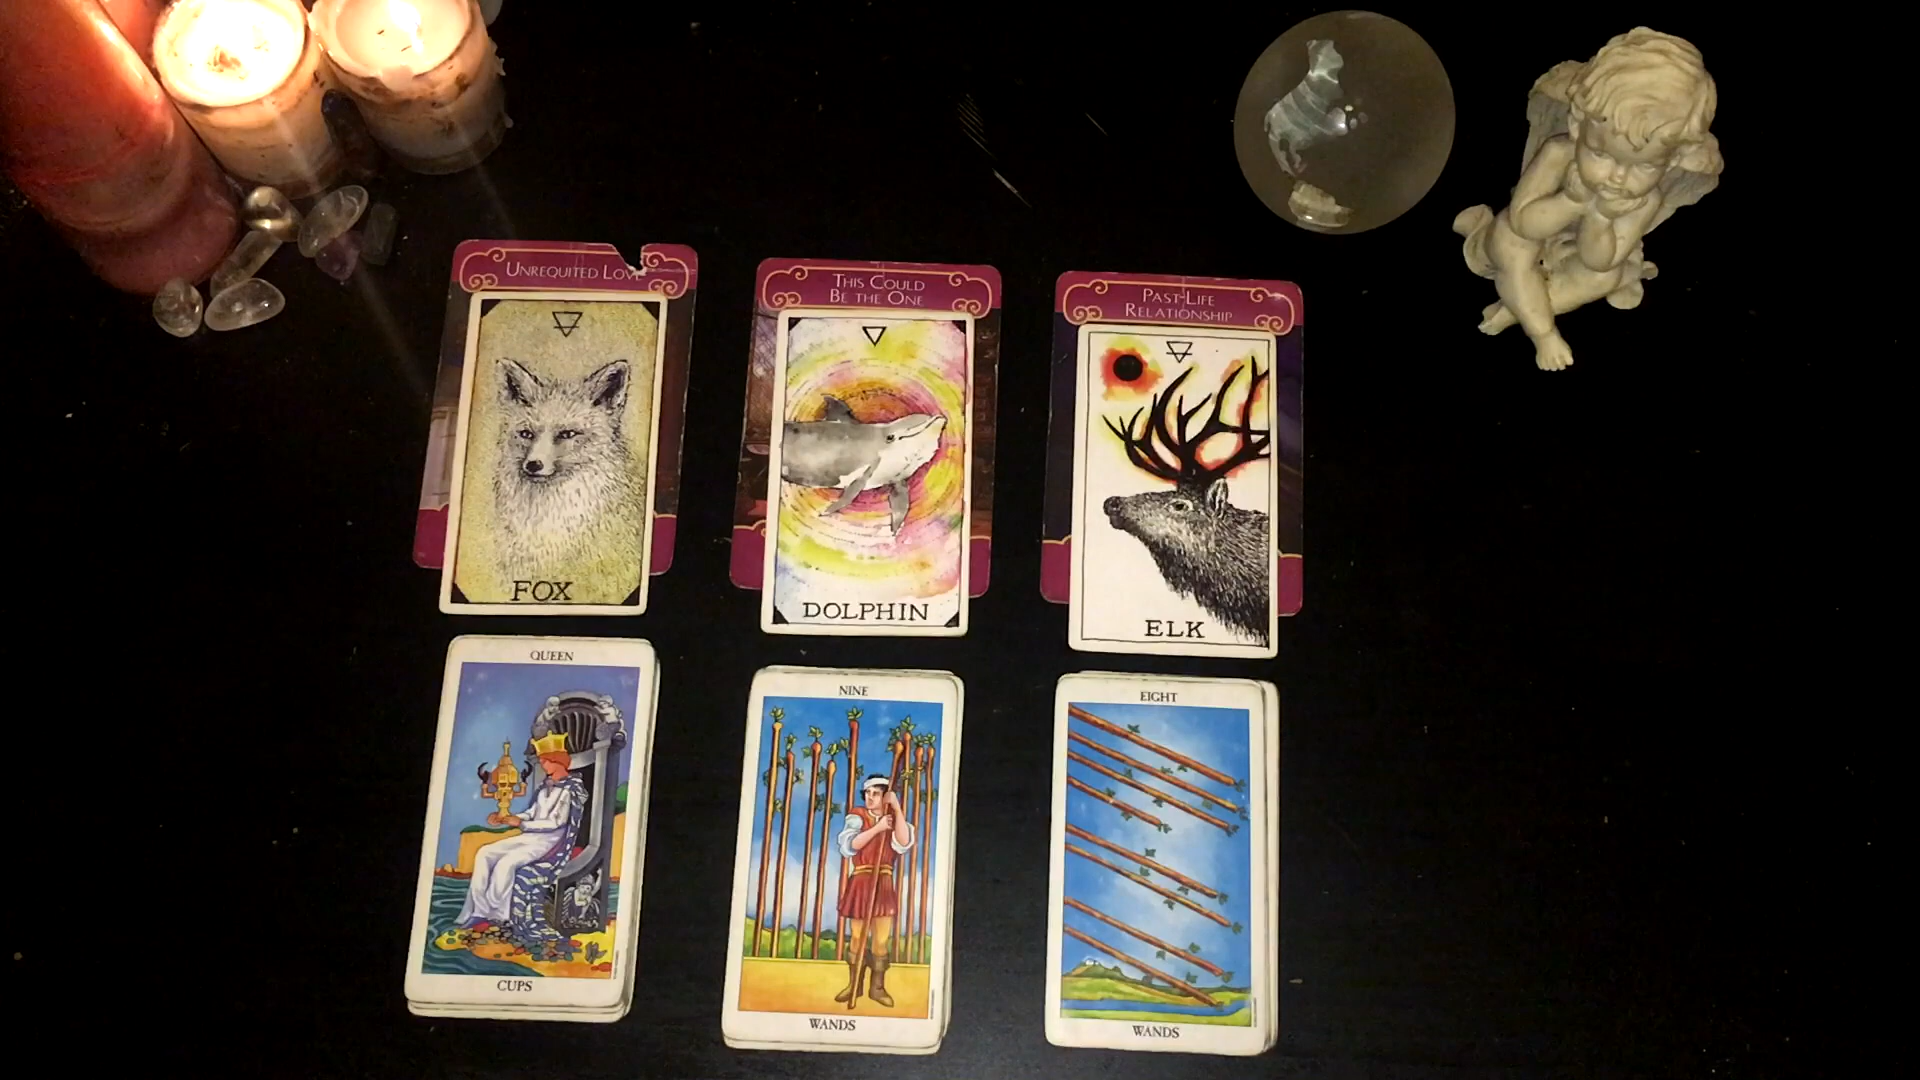 UNREQUITED LOVE
FOX
QUEEN
CUPS
THIS COULD
BE THE ONE
DOLPHIN
NINE
WANDS
PAST-LIFE
RELATIONSHIP
ELK
EIGHT
WANDS